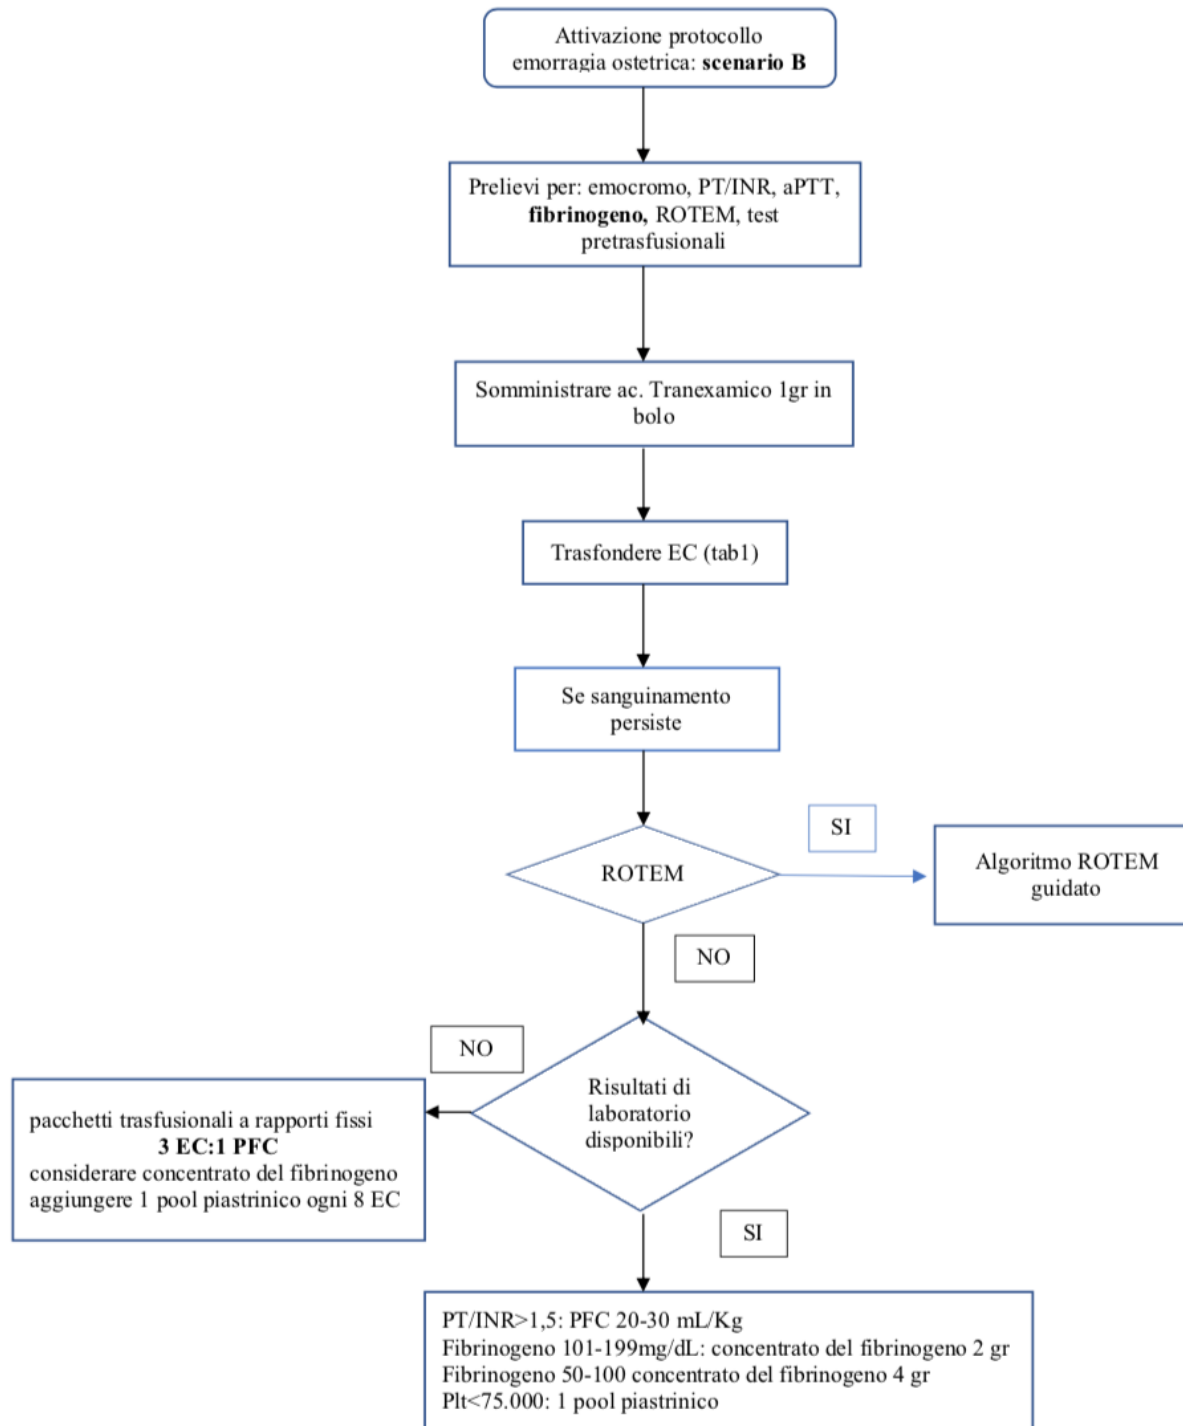 Attivazione protocollo
emorragia ostetrica: scenario B
Prelievi per: emocromo, PT/INR, aPTT,
fibrinogeno, ROTEM, test
pretrasfusionali
Somministrare ac. Tranexamico 1gr in
bolo
Trasfondere EC (tab1)
Se sanguinamento
persiste
ROTEM
SI
Algoritmo ROTEM
guidato
NO
Risultati di
laboratorio
disponibili?
NO
pacchetti trasfusionali a rapporti fissi
3 EC:1 PFC
considerare concentrato del fibrinogeno
aggiungere 1 pool piastrinico ogni 8 EC
SI
PT/INR>1,5: PFC 20-30 mL/Kg
Fibrinogeno 101-199mg/dL: concentrato del fibrinogeno 2 gr
Fibrinogeno 50-100 concentrato del fibrinogeno 4 gr
Plt<75.000: 1 pool piastrinico